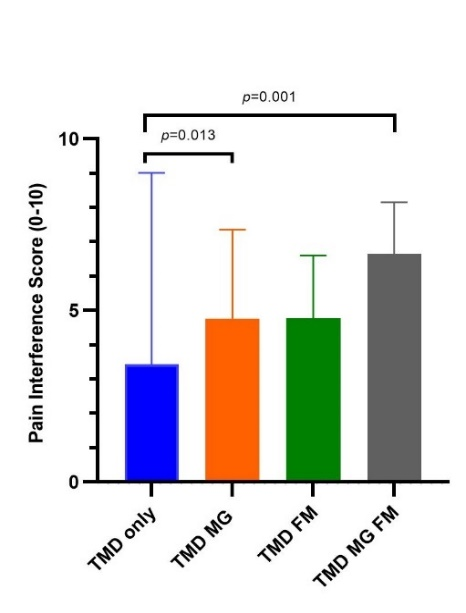 p=0.001
p=0.013
Pain Interference Score (0-10)
10
5
0
TMD only
TMD MG
TMD FM
TMD MG FM